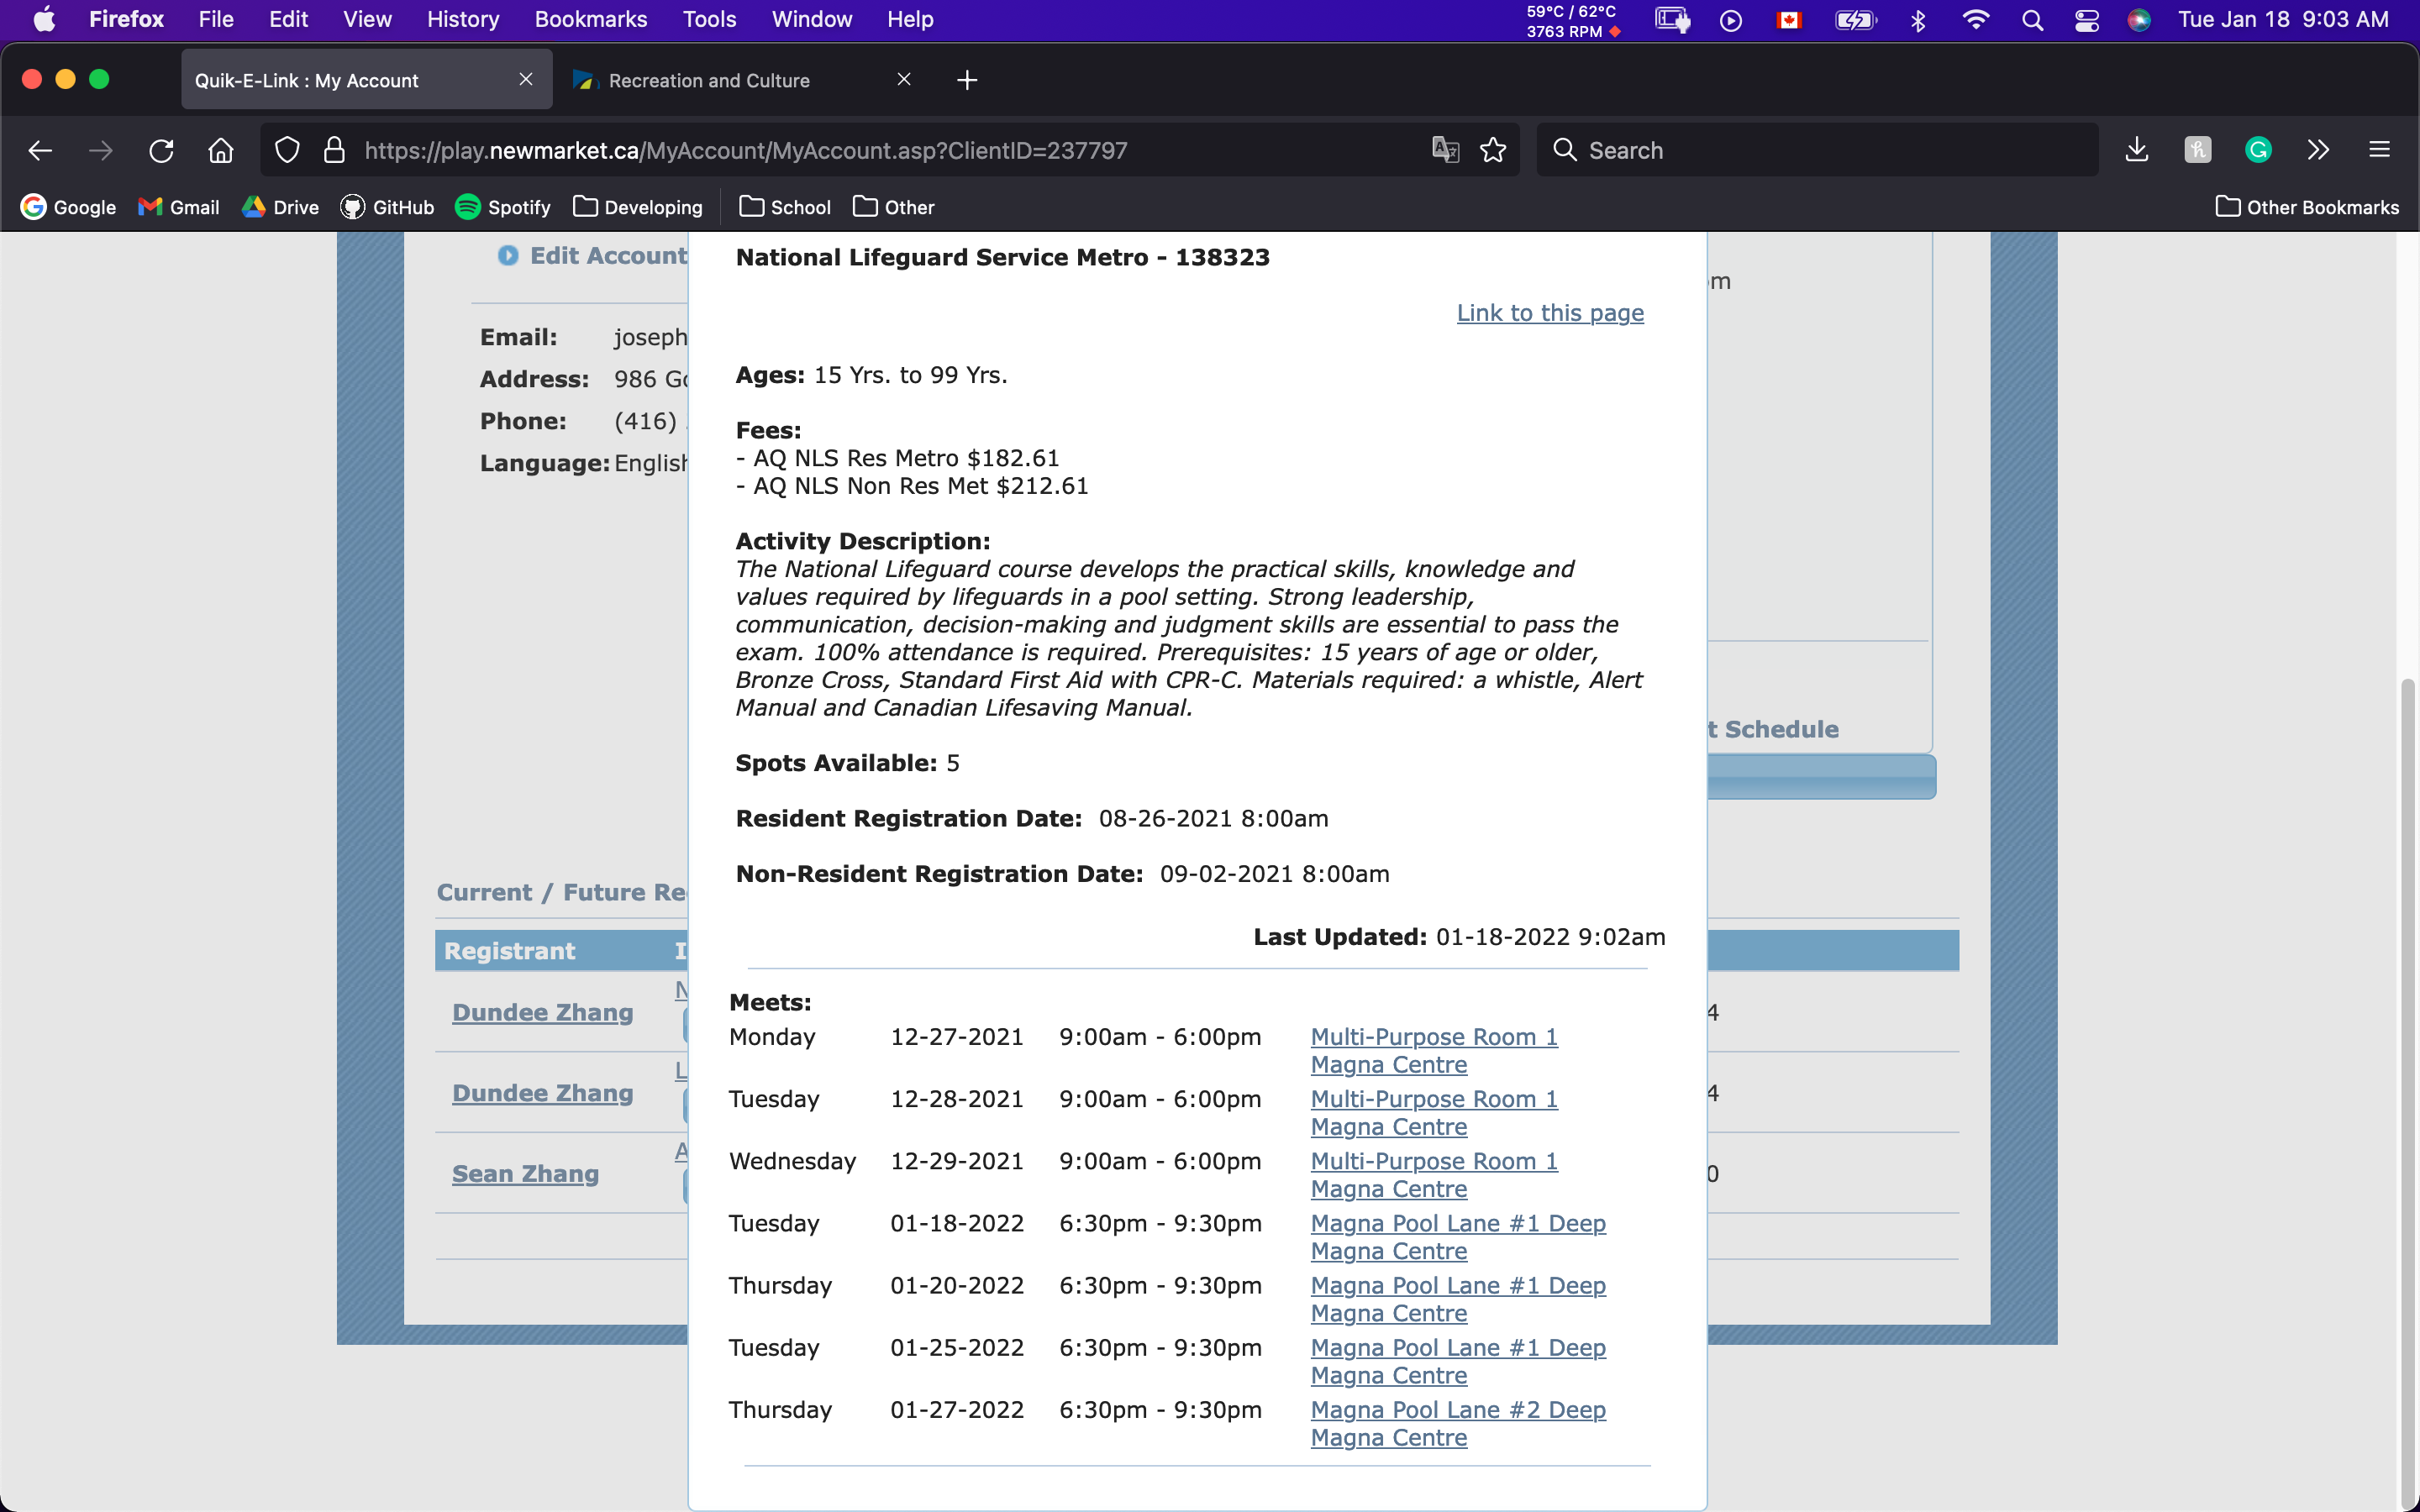 Firefox File Edit View History Bookmarks Tools Window Help
59°C / 62°C
3763 RPM
Tue Jan 18 9:03 AM
Quik-E-Link : My Account
Recreation and Culture
https://play.newmarket.ca/MyAccount/MyAccount.asp?ClientID=237797
Search
Google Gmail Drive GitHub Spotify Developing School Other Other Bookmarks
Edit Account
Email: joseph
Address: 986 Go
Phone: (416)
Language: English
m
t Schedule
National Lifeguard Service Metro - 138323
Link to this page
Ages: 15 Yrs. to 99 Yrs.
Fees:
- AQ NLS Res Metro $182.61
- AQ NLS Non Res Met $212.61
Activity Description:
The National Lifeguard course develops the practical skills, knowledge and
values required by lifeguards in a pool setting. Strong leadership,
communication, decision-making and judgment skills are essential to pass the
exam. 100% attendance is required. Prerequisites: 15 years of age or older,
Bronze Cross, Standard First Aid with CPR-C. Materials required: a whistle, Alert
Manual and Canadian Lifesaving Manual.
Spots Available: 5
Resident Registration Date: 08-26-2021 8:00am
Non-Resident Registration Date: 09-02-2021 8:00am
Last Updated: 01-18-2022 9:02am
Meets:
Monday 12-27-2021 9:00am - 6:00pm Multi-Purpose Room 1
Magna Centre
Tuesday 12-28-2021 9:00am - 6:00pm Multi-Purpose Room 1
Magna Centre
Wednesday 12-29-2021 9:00am - 6:00pm Multi-Purpose Room 1
Magna Centre
Tuesday 01-18-2022 6:30pm - 9:30pm Magna Pool Lane #1 Deep
Magna Centre
Thursday 01-20-2022 6:30pm - 9:30pm Magna Pool Lane #1 Deep
Magna Centre
Tuesday 01-25-2022 6:30pm - 9:30pm Magna Pool Lane #1 Deep
Magna Centre
Thursday 01-27-2022 6:30pm - 9:30pm Magna Pool Lane #2 Deep
Magna Centre
Current / Future Re
Registrant I
Dundee Zhang N 4
Dundee Zhang L 4
Sean Zhang A 0